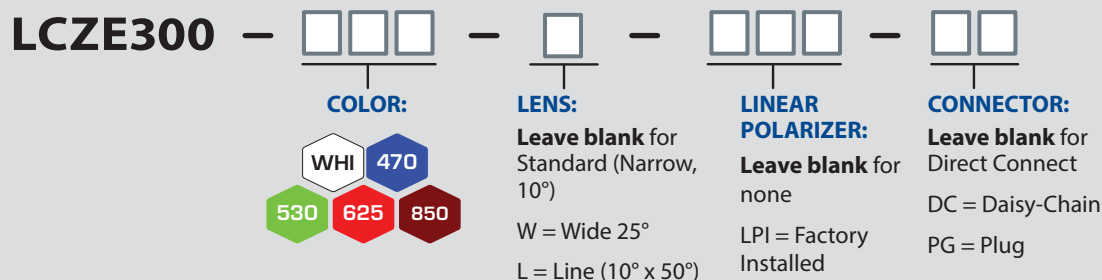 LCZE300 – – – –
COLOR:
WHI 470
530 625 850
LENS:
Leave blank for
Standard (Narrow,
10°)
W = Wide 25°
L = Line (10° x 50°)
LINEAR
POLARIZER:
Leave blank for
none
LPI = Factory
Installed
CONNECTOR:
Leave blank for
Direct Connect
DC = Daisy-Chain
PG = Plug